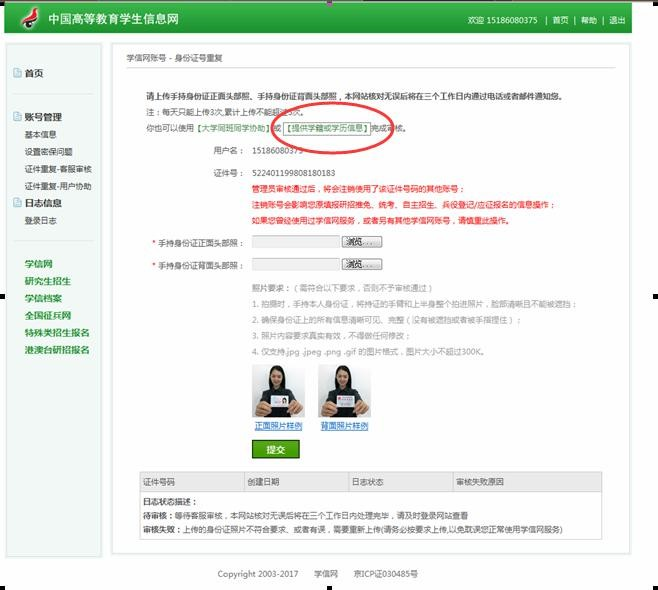 中国高等教育学生信息网
欢迎 15186080375 | 首页 | 帮助 | 退出
首页
账号管理
基本信息
设置密保问题
证件重复-客服审核
证件重复-用户协助
日志信息
登录日志
学信网
研究生招生
学信档案
全国征兵网
特殊类招生报名
港澳台研招报名
学信网账号 - 身份证号重复
请上传手持身份证正面头部照、手持身份证背面头部照，本网站核对无误后将在三个工作日内通过电话或者邮件通知您。
注：每天只能上传3次,累计上传不能超过5次。
你也可以使用【大学同班同学协助】或【提供学籍或学历信息】完成审核。
用户名： 15186080375
证件号： 522401199808180183
管理员审核通过后，将会注销使用了该证件号码的其他账号；
注销账号会影响您原填报研招推免、统考、自主招生、兵役登记/应征报名的信息操作；
如果您曾经使用过学信网服务，或者另有其他学信网账号，请慎重此操作。
* 手持身份证正面头部照： 浏览...
* 手持身份证背面头部照： 浏览...
照片要求：（需符合以下要求，否则不予审核通过）
1. 拍摄时，手持本人身份证，将持证的手臂和上半身整个拍进照片，脸部清晰且不能被遮挡；
2. 确保身份证上的所有信息清晰可见、完整（没有被遮挡或者被手指捏住）；
3. 照片内容要求真实有效，不得做任何修改；
4. 仅支持.jpg .jpeg .png .gif 的图片格式，图片大小不超过300K。
正面照片样例 背面照片样例
提交
证件号码 创建日期 日志状态 审核失败原因
日志状态描述：
待审核：等待客服审核，本网站核对无误后将在三个工作日内处理完毕，请及时登录网站查看
审核失败：上传的身份证照片不符合要求、或者有误，需要重新上传(请务必按要求上传,以免耽误您正常使用学信网服务)
Copyright 2003-2017 学信网 京ICP证030485号